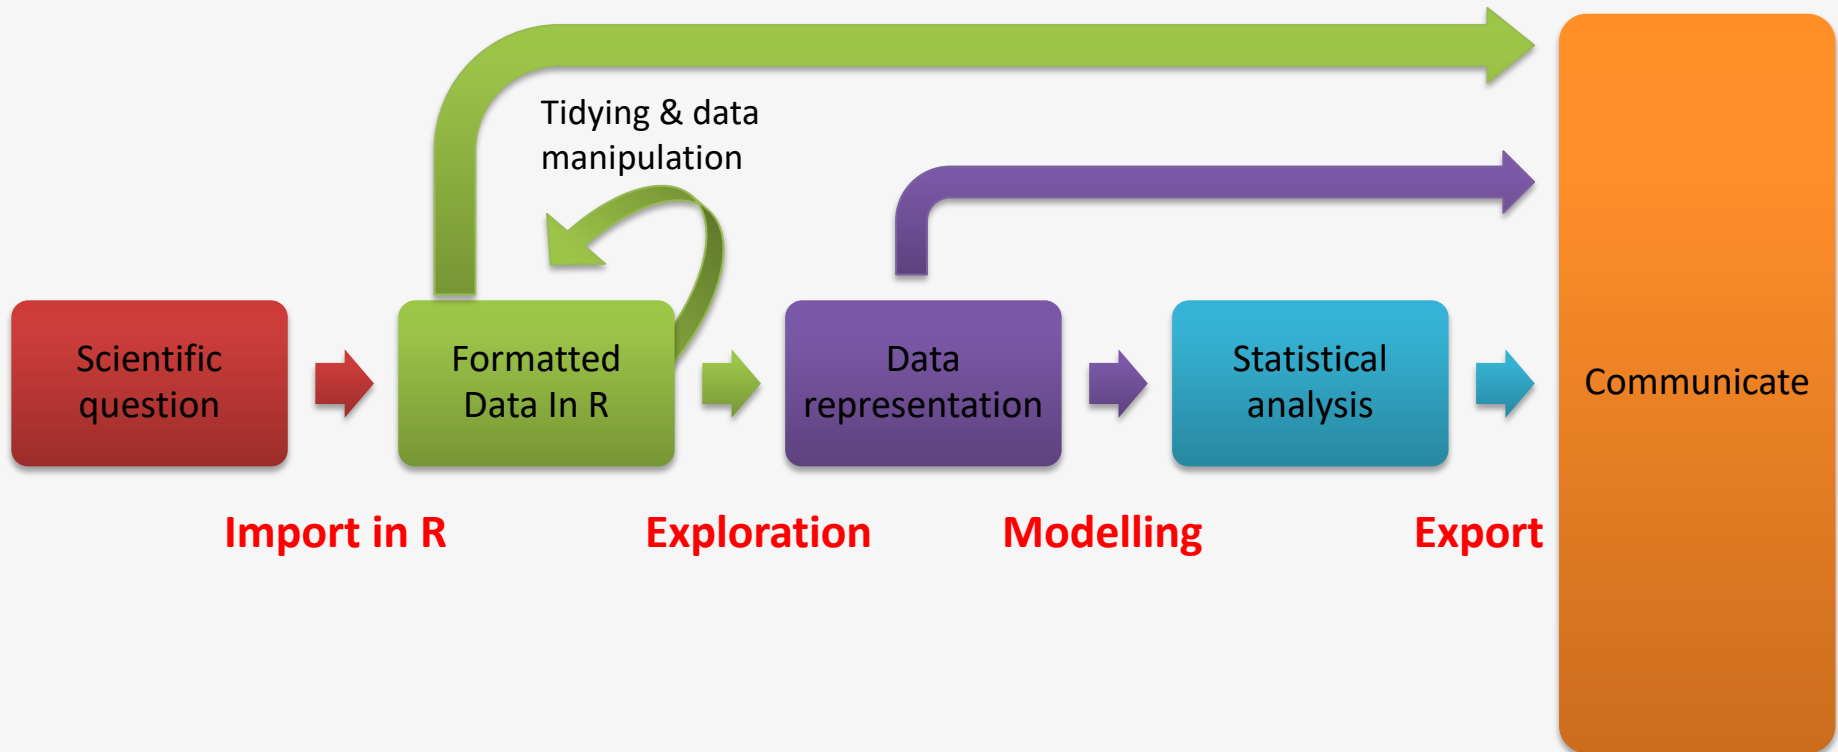 Tidying & data
manipulation
Scientific
question
Formatted
Data In R
Data
representation
Statistical
analysis
Communicate
Import in R
Exploration
Modelling
Export